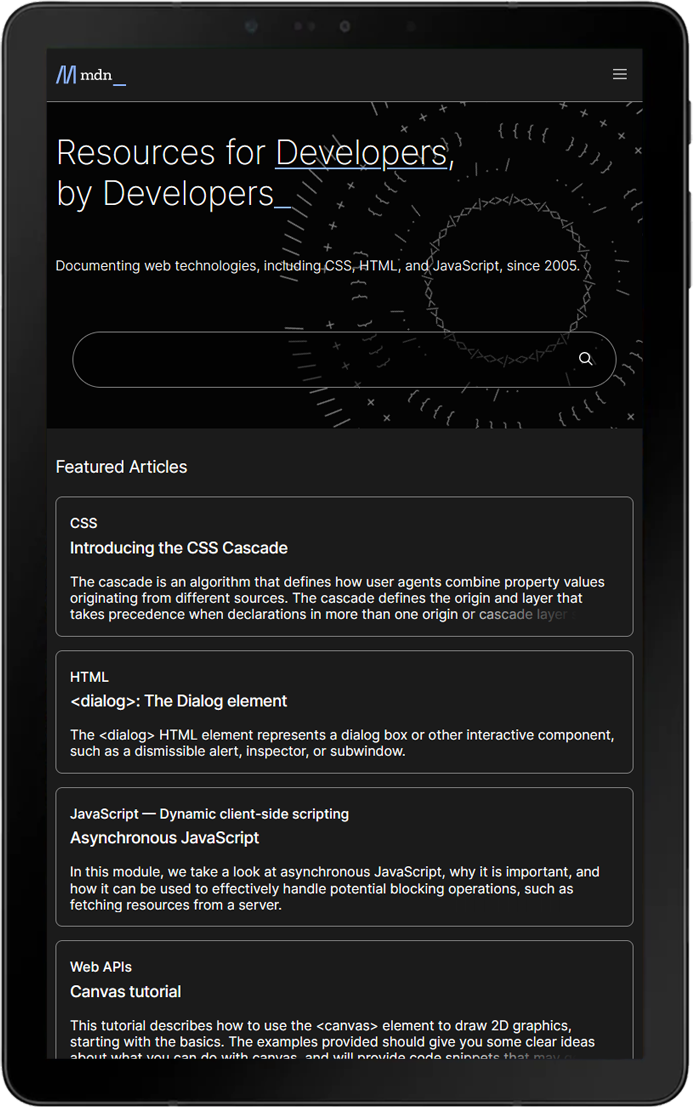 mdn_
Resources for Developers,
by Developers_
Documenting web technologies, including CSS, HTML, and JavaScript, since 2005.
Featured Articles
CSS
Introducing the CSS Cascade
The cascade is an algorithm that defines how user agents combine property values
originating from different sources. The cascade defines the origin and layer that
takes precedence when declarations in more than one origin or cascade layer
HTML
<dialog>: The Dialog element
The <dialog> HTML element represents a dialog box or other interactive component,
such as a dismissible alert, inspector, or subwindow.
JavaScript — Dynamic client-side scripting
Asynchronous JavaScript
In this module, we take a look at asynchronous JavaScript, why it is important, and
how it can be used to effectively handle potential blocking operations, such as
fetching resources from a server.
Web APIs
Canvas tutorial
This tutorial describes how to use the <canvas> element to draw 2D graphics,
starting with the basics. The examples provided should give you some clear ideas
about what you can do with canvas, and will provide code snippets that may